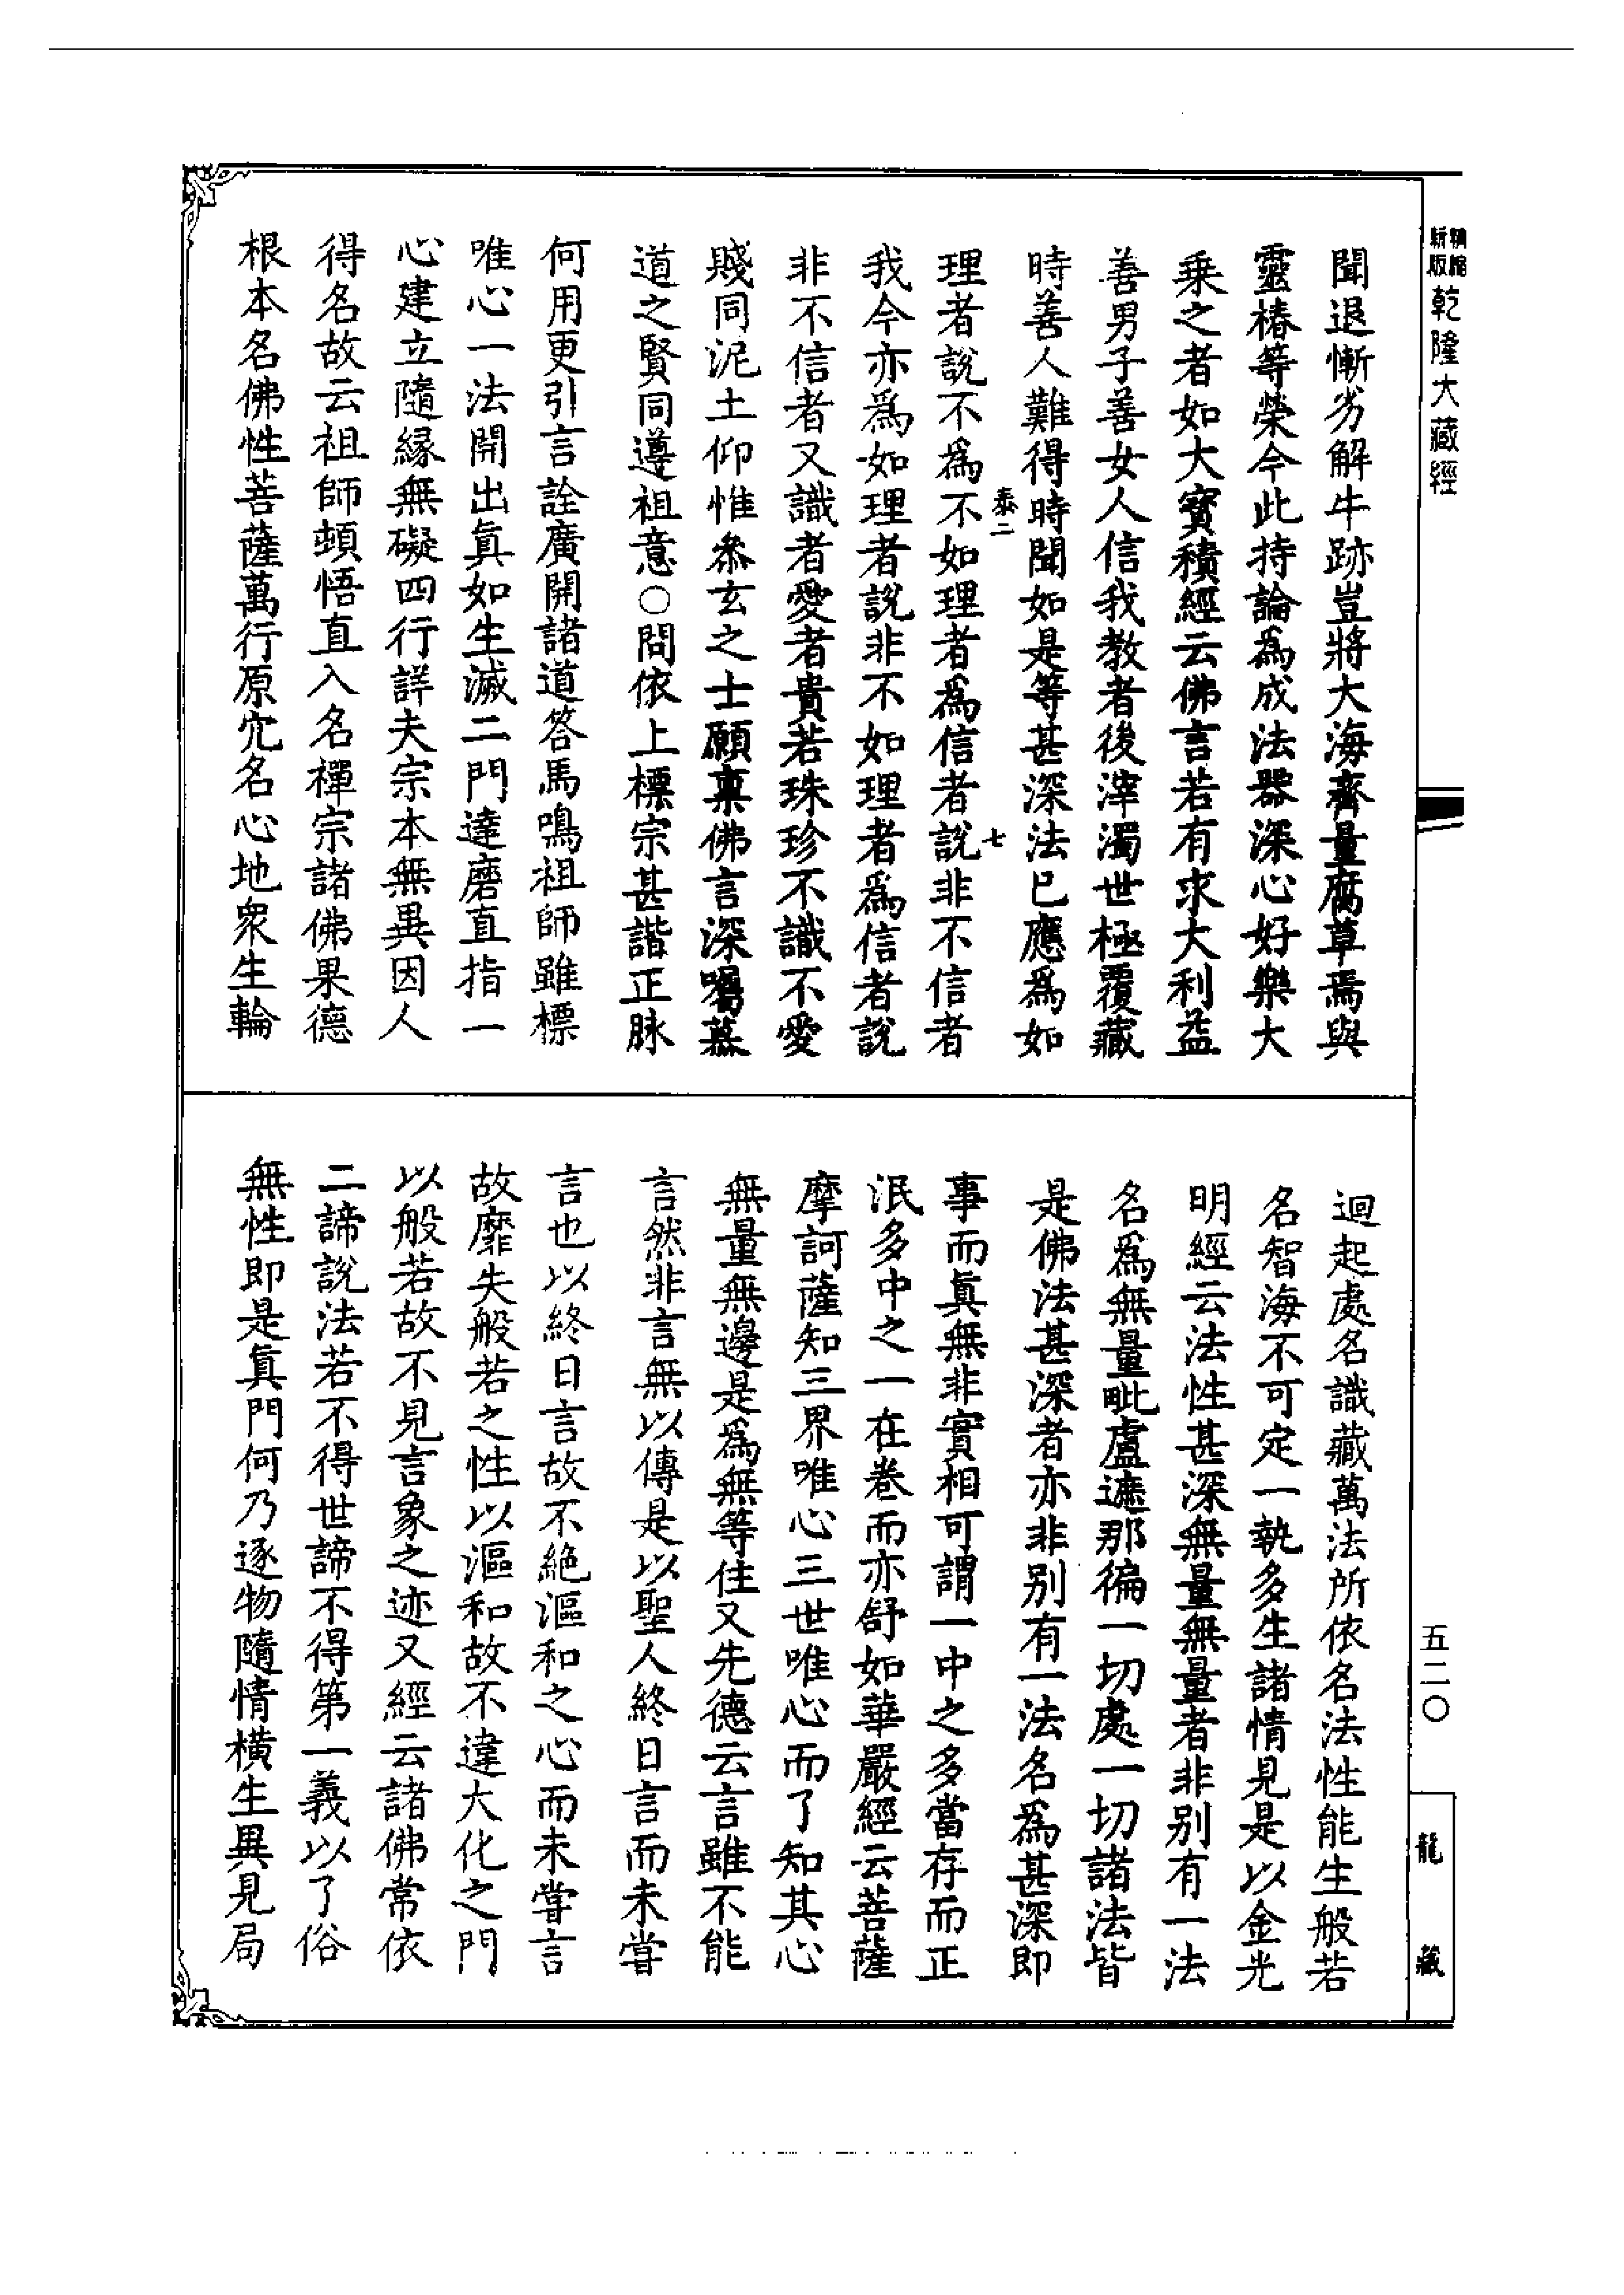 精縮
新版
乾隆大藏經
聞退慚劣解牛跡豈將大海齊量腐草焉與
靈椿等榮今此持論為成法器深心好樂大
乘之者如大寶積經云佛言若有求大利益
善男子善女人信我教者後滓濁世極覆藏
時善人難得時聞如是等甚深法已應為如
泰二
七
理者說不為不如理者為信者說非不信者
我今亦為如理者說非不如理者為信者說
非不信者又識者愛者貴若珠珍不識不愛
賤同泥土仰惟叅玄之士願稟佛言深囑慕
道之賢同遵祖意○問依上標宗甚諧正脉
何用更引言詮廣開諸道答馬鳴祖師雖標
唯心一法開出真如生滅二門達磨直指一
心建立隨緣無礙四行詳夫宗本無異因人
得名故云祖師頓悟直入名禪宗諸佛果德
根本名佛性菩薩萬行原穴名心地眾生輪
迴起處名識藏萬法所依名法性能生般若
名智海不可定一執多生諸情見是以金光
明經云法性甚深無量無量者非別有一法
名為無量毗盧遮那徧一切處一切諸法皆
是佛法甚深者亦非別有一法名為甚深即
事而真無非實相可謂一中之多當存而正
泯多中之一在卷而亦舒如華嚴經云菩薩
摩訶薩知三界唯心三世唯心而了知其心
無量無邊是為無等住又先德云言雖不能
言然非言無以傳是以聖人終日言而未嘗
言也以終日言故不絕漚和之心而未嘗言
故靡失般若之性以漚和故不違大化之門
以般若故不見言象之迹又經云諸佛常依
二諦說法若不得世諦不得第一義以了俗
無性即是真門何乃逐物隨情橫生異見局
五二〇
龍藏